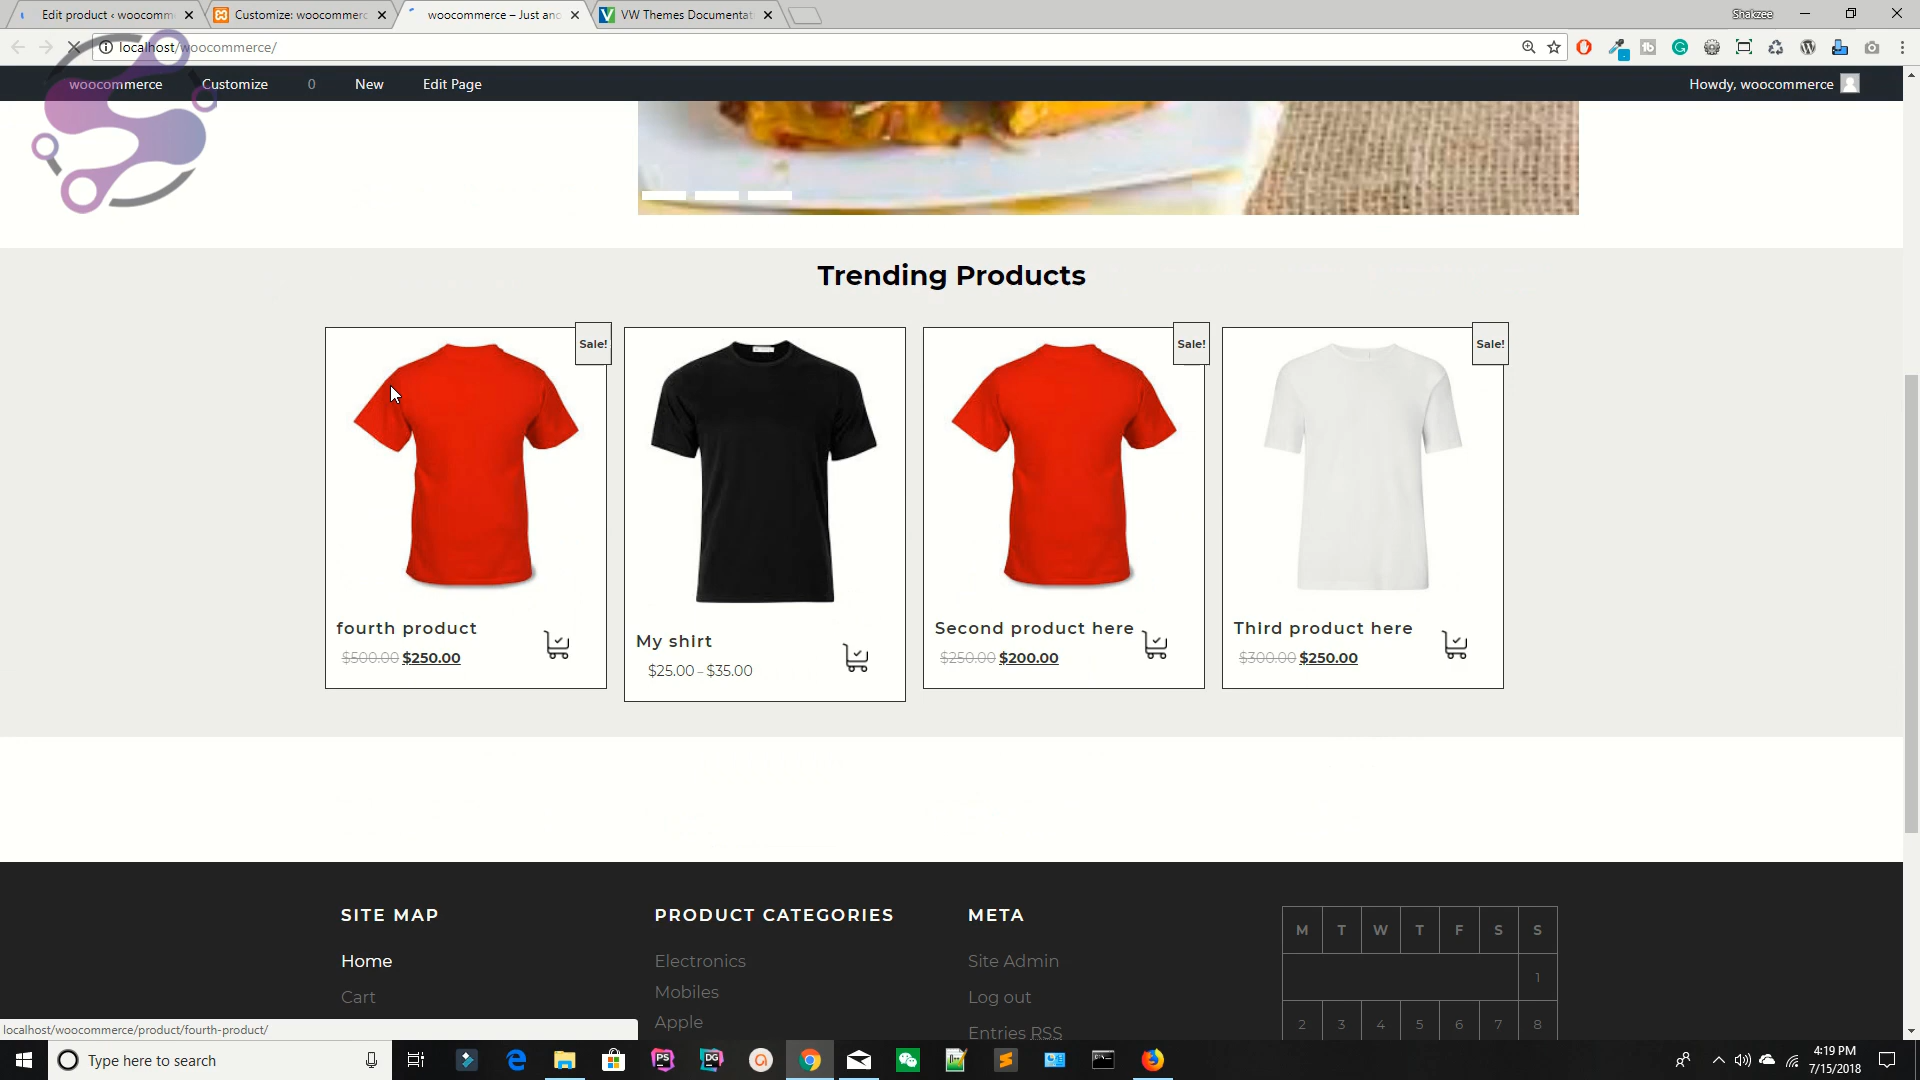 Edit product ‹ woocomm
Customize: woocommerc
woocommerce – Just ano
VW Themes Documentat
Shakzee
localhost/woocommerce/
woocommerce Customize 0 New Edit Page Howdy, woocommerce
Trending Products
Sale!
Sale!
Sale!
fourth product
$500.00 $250.00
My shirt
$25.00 – $35.00
Second product here
$250.00 $200.00
Third product here
$300.00 $250.00
SITE MAP
Home
Cart
PRODUCT CATEGORIES
Electronics
Mobiles
Apple
META
Site Admin
Log out
Entries RSS
M T W T F S S
1
2 3 4 5 6 7 8
localhost/woocommerce/product/fourth-product/
Type here to search
PS
DG
4:19 PM
7/15/2018